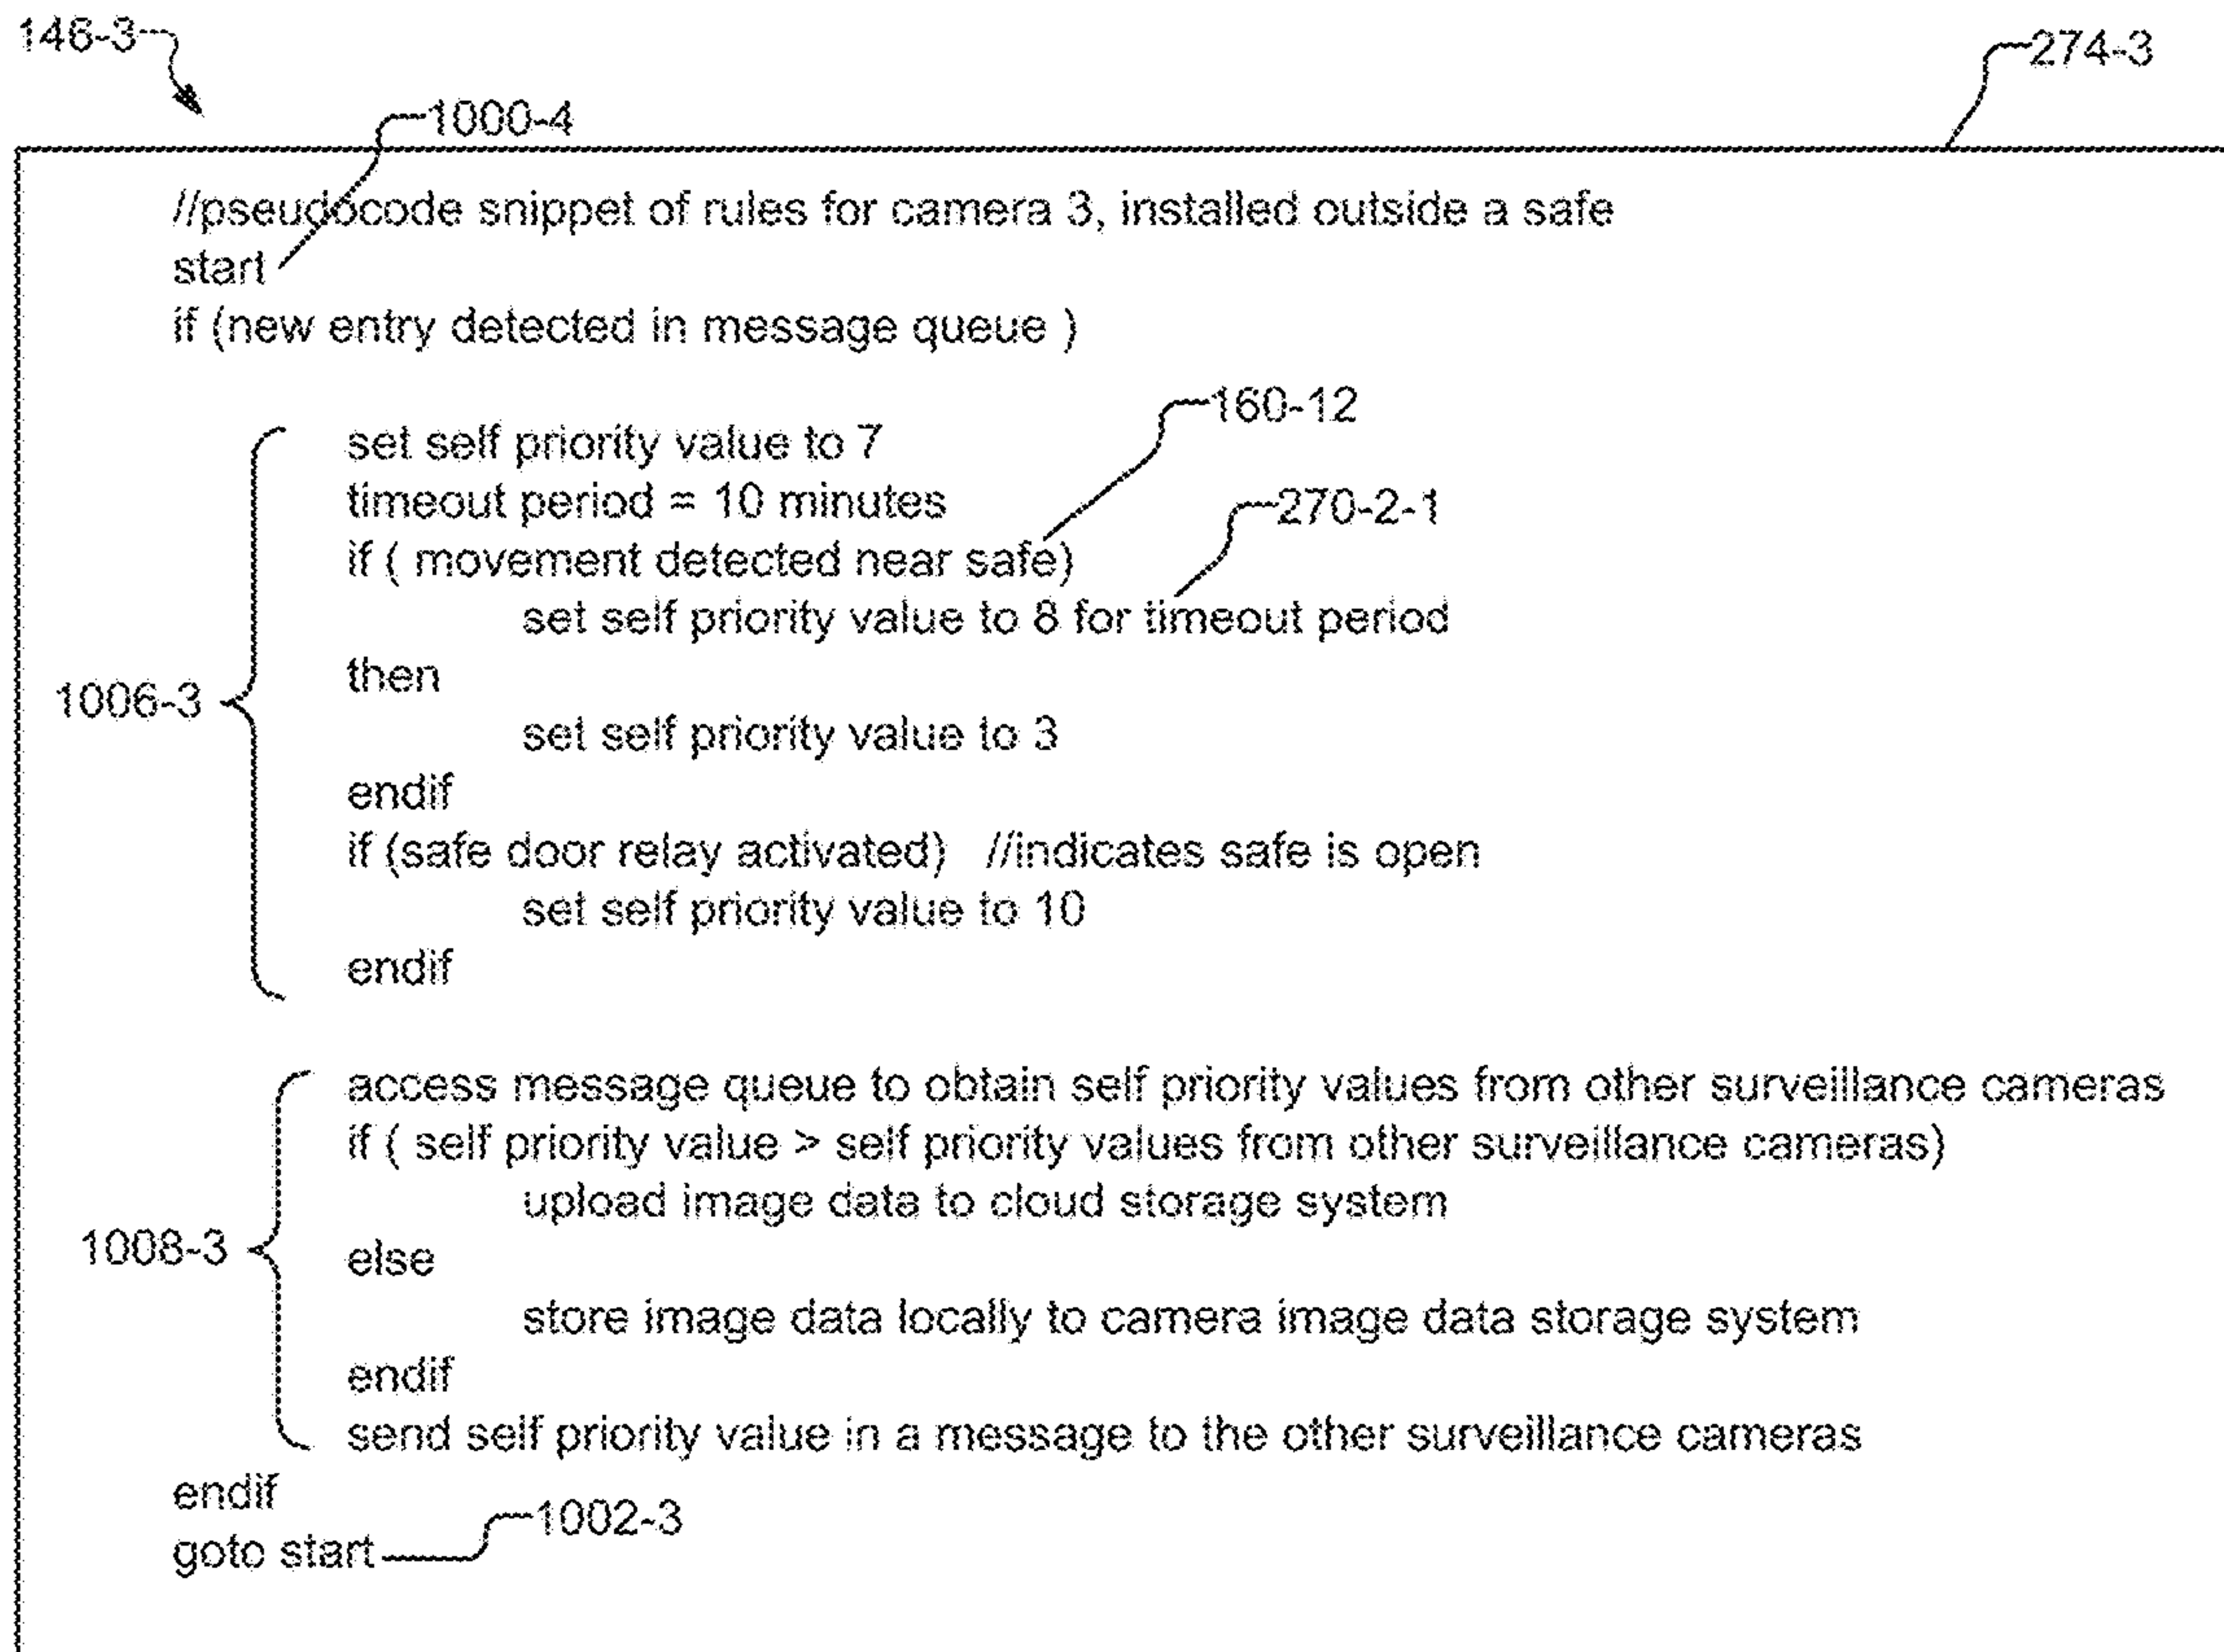 146-3
274-3
1000-4
//pseudocode snippet of rules for camera 3, installed outside a safe
start
if (new entry detected in message queue )
160-12
set self priority value to 7
timeout period = 10 minutes
270-2-1
if ( movement detected near safe)
set self priority value to 8 for timeout period
then
1006-3
set self priority value to 3
endif
if (safe door relay activated) //indicates safe is open
set self priority value to 10
endif
access message queue to obtain self priority values from other surveillance cameras
if ( self priority value > self priority values from other surveillance cameras)
upload image data to cloud storage system
1008-3
else
store image data locally to camera image data storage system
endif
send self priority value in a message to the other surveillance cameras
endif
1002-3
goto start